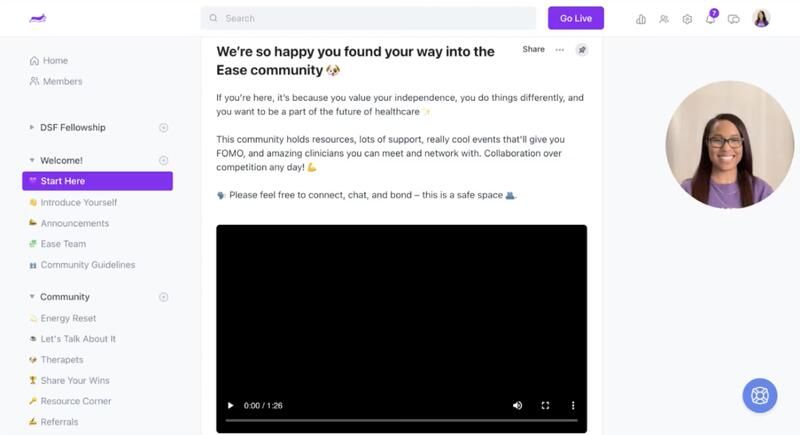 Search
Go Live
7
Home
Members
DSF Fellowship
Welcome!
Start Here
Introduce Yourself
Announcements
Ease Team
Community Guidelines
Community
Energy Reset
Let's Talk About It
Therapets
Share Your Wins
Resource Corner
Referrals
We're so happy you found your way into the
Ease community
Share
If you're here, it's because you value your independence, you do things differently, and
you want to be a part of the future of healthcare
This community holds resources, lots of support, really cool events that'll give you
FOMO, and amazing clinicians you can meet and network with. Collaboration over
competition any day!
Please feel free to connect, chat, and bond – this is a safe space
0:00 / 1:26